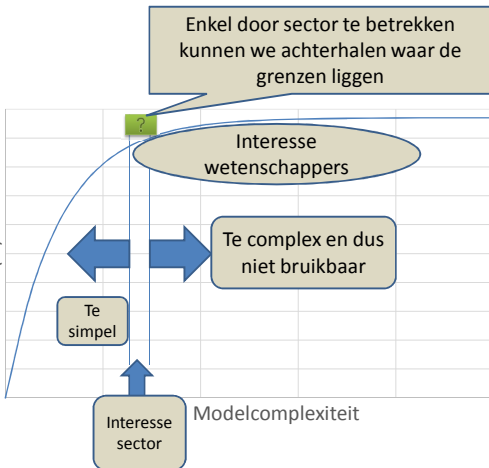 Enkel door sector te betrekken
kunnen we achterhalen waar de
grenzen liggen
?
Interesse
wetenschappers
Te complex en dus
niet bruikbaar
Te
simpel
Interesse
sector
Modelcomplexiteit